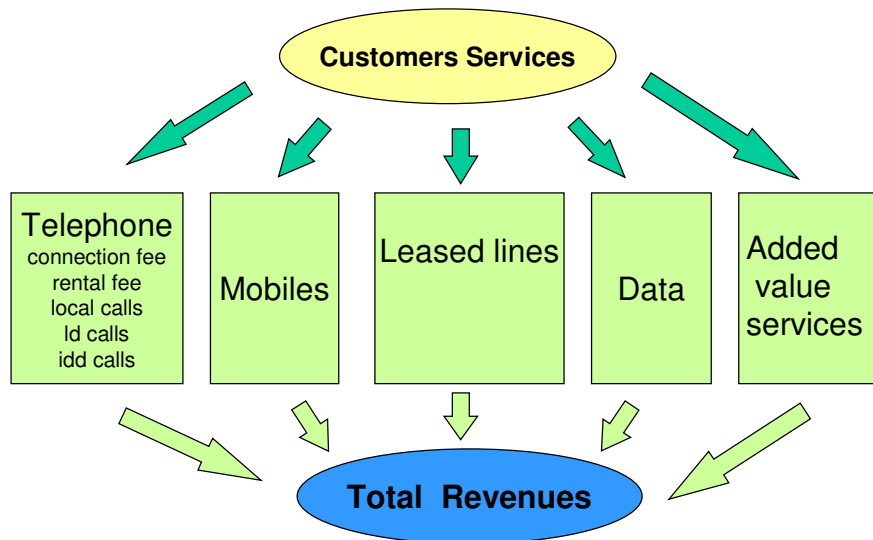 Customers Services
Telephone
connection fee
rental fee
local calls
ld calls
idd calls
Mobiles
Leased lines
Data
Added
value
services
Total Revenues